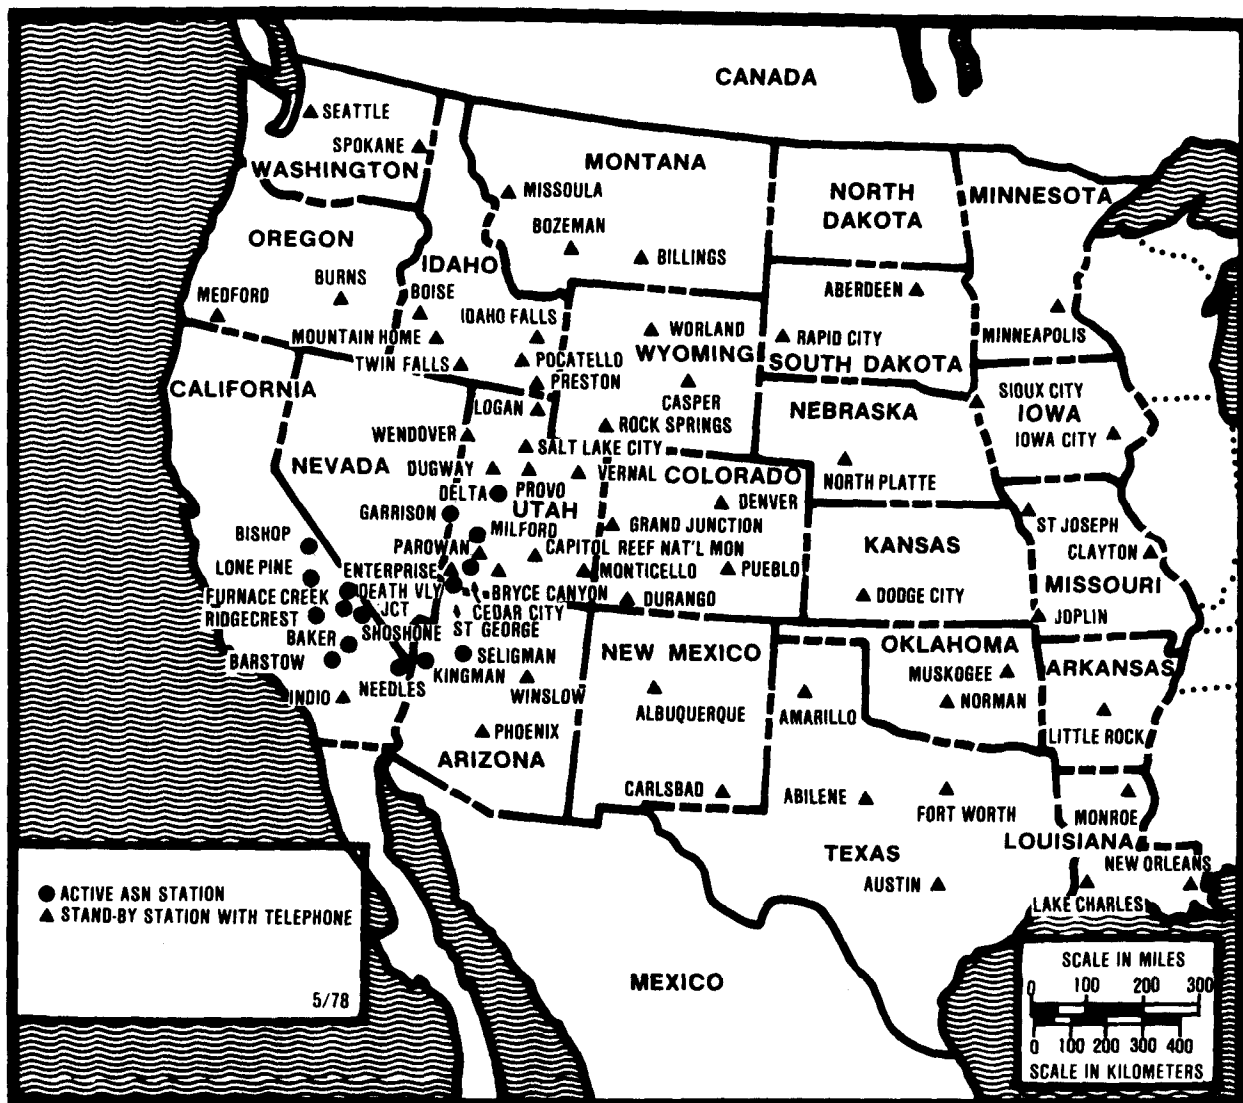 CANADA
SEATTLE
SPOKANE
WASHINGTON
MONTANA
MISSOULA
BOZEMAN
BILLINGS
NORTH
DAKOTA
MINNESOTA
OREGON
BURNS
MEDFORD
IDAHO
BOISE
IDAHO FALLS
MOUNTAIN HOME
TWIN FALLS
POCATELLO
PRESTON
WORLAND
WYOMING
CASPER
ROCK SPRINGS
ABERDEEN
RAPID CITY
SOUTH DAKOTA
MINNEAPOLIS
SIOUX CITY
IOWA
IOWA CITY
NEBRASKA
NORTH PLATTE
CALIFORNIA
NEVADA
LOGAN
WENDOVER
SALT LAKE CITY
DUGWAY
PROVO
VERNAL
COLORADO
DELTA
UTAH
DENVER
GARRISON
MILFORD
GRAND JUNCTION
BISHOP
PAROWAN
CAPITOL REEF NAT'L MON
LONE PINE
ENTERPRISE
MONTICELLO
PUEBLO
FURNACE CREEK
DEATH VLY
JCT
BRYCE CANYON
DURANGO
RIDGECREST
CEDAR CITY
SHOSHONE
ST GEORGE
BAKER
BARSTOW
SELIGMAN
KINGMAN
NEEDLES
INDIO
WINSLOW
PHOENIX
ARIZONA
KANSAS
DODGE CITY
ST JOSEPH
CLAYTON
MISSOURI
JOPLIN
NEW MEXICO
ALBUQUERQUE
CARLSBAD
OKLAHOMA
MUSKOGEE
NORMAN
ARKANSAS
LITTLE ROCK
AMARILLO
ABILENE
FORT WORTH
TEXAS
AUSTIN
MONROE
LOUISIANA
NEW ORLEANS
LAKE CHARLES
MEXICO
ACTIVE ASN STATION
STAND-BY STATION WITH TELEPHONE
5/78
SCALE IN MILES
0 100 200 300
0 100 200 300 400
SCALE IN KILOMETERS